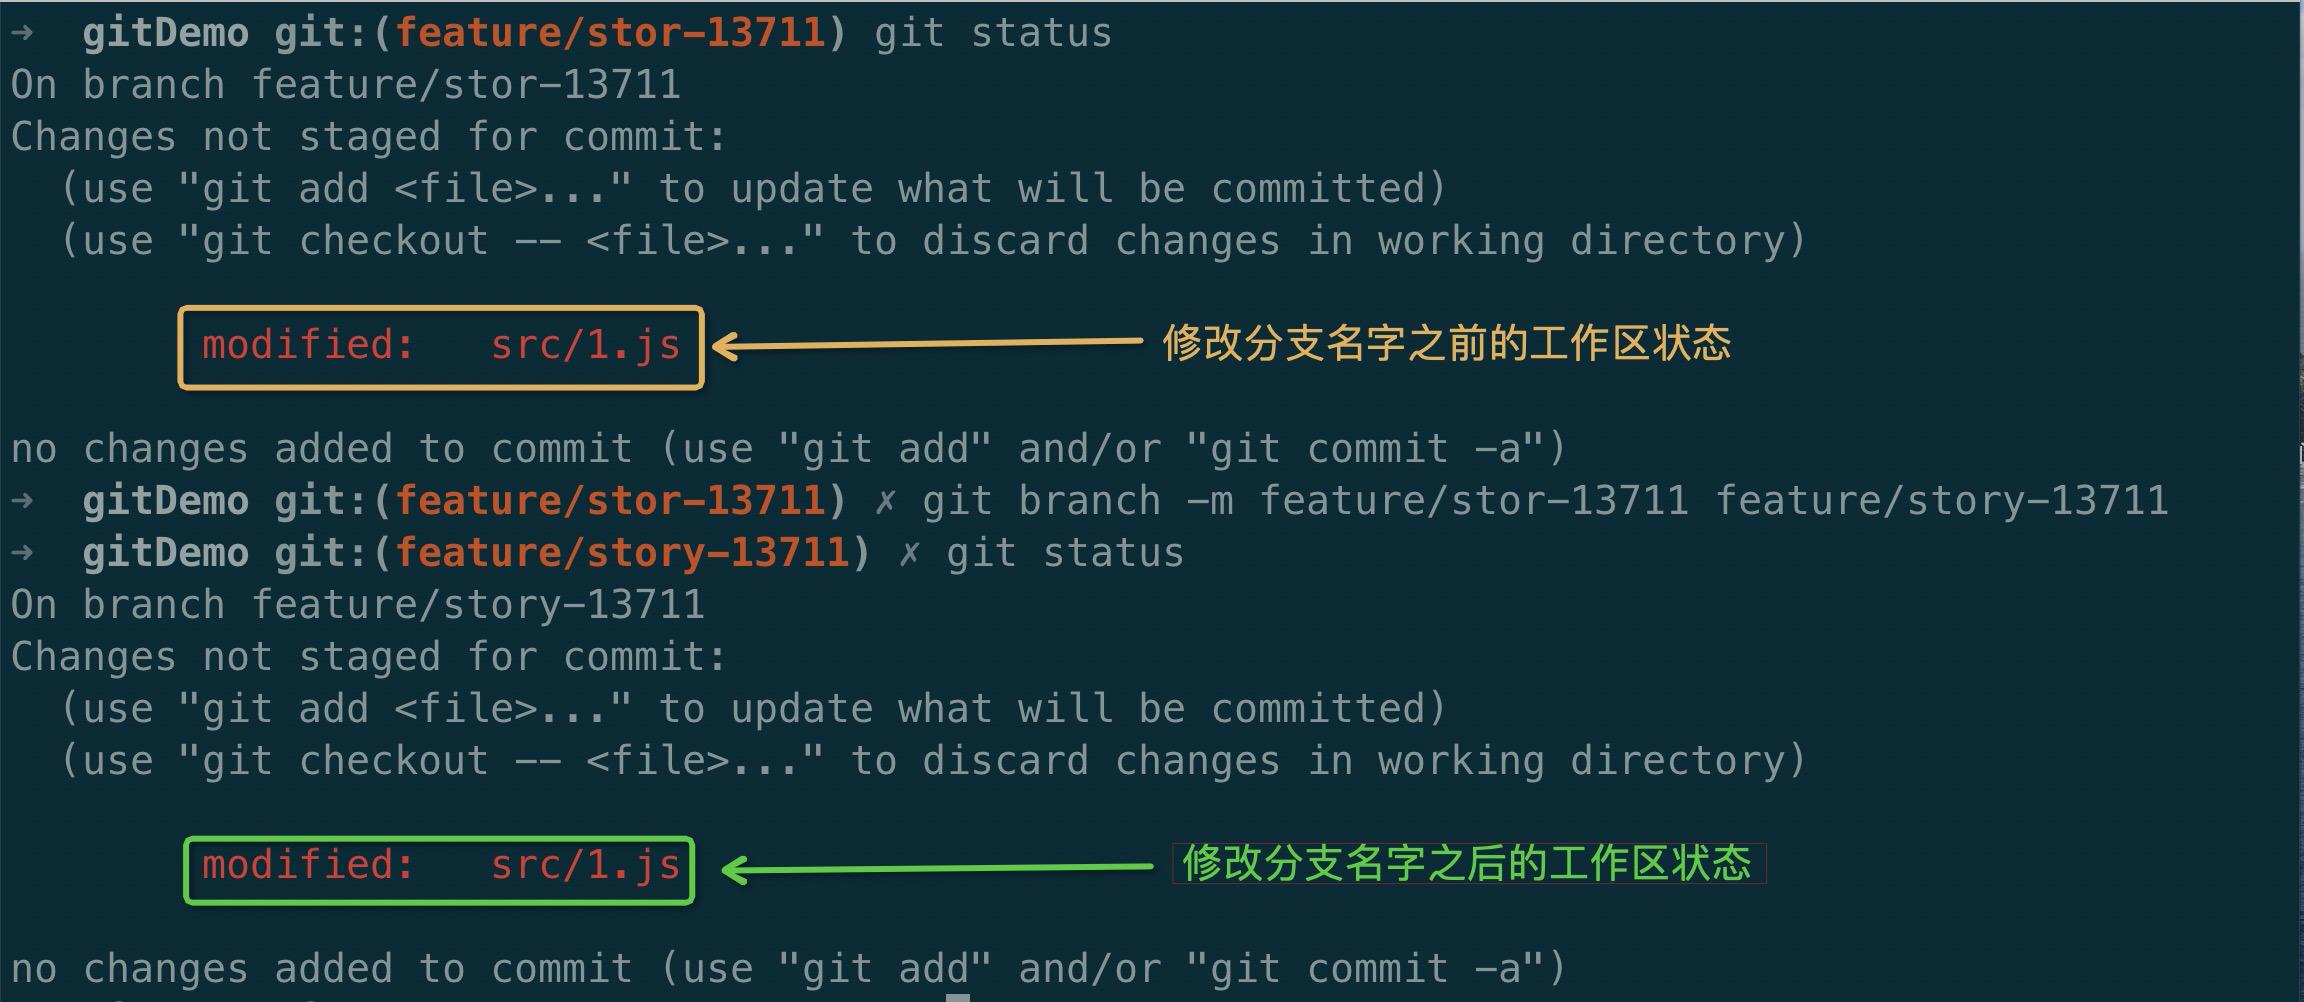 ➜  gitDemo git:(feature/stor-13711) git status
On branch feature/stor-13711
Changes not staged for commit:
  (use "git add <file>..." to update what will be committed)
  (use "git checkout -- <file>..." to discard changes in working directory)
modified:   src/1.js 修改分支名字之前的工作区状态
no changes added to commit (use "git add" and/or "git commit -a")
➜  gitDemo git:(feature/stor-13711) ✗ git branch -m feature/stor-13711 feature/story-13711
➜  gitDemo git:(feature/story-13711) ✗ git status
On branch feature/story-13711
Changes not staged for commit:
  (use "git add <file>..." to update what will be committed)
  (use "git checkout -- <file>..." to discard changes in working directory)
modified:   src/1.js 修改分支名字之后的工作区状态
no changes added to commit (use "git add" and/or "git commit -a")